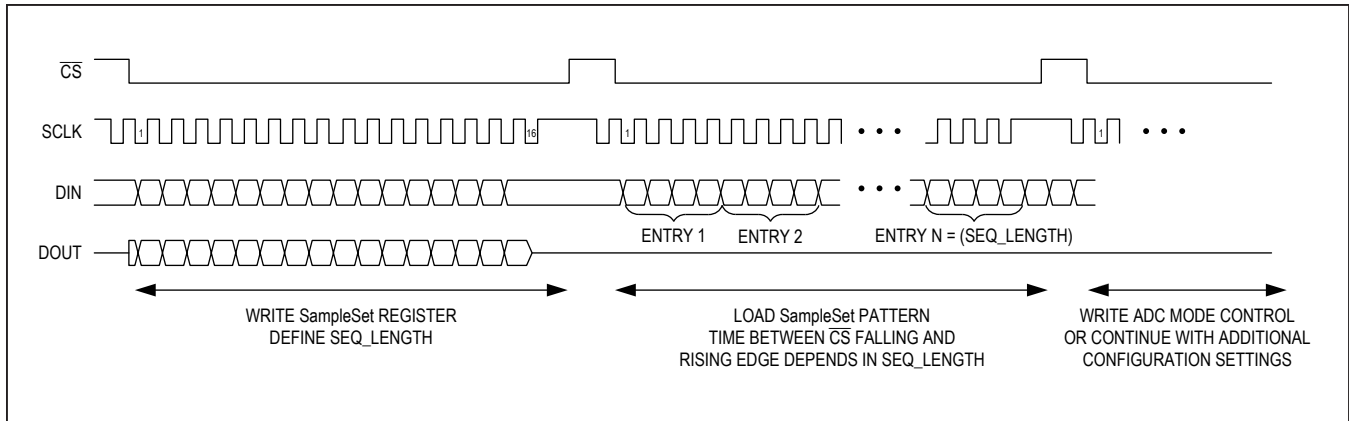 CS
SCLK
1
16
1
• • •
1
• • •
DIN
• • •
ENTRY 1
ENTRY 2
ENTRY N = (SEQ_LENGTH)
DOUT
WRITE SampleSet REGISTER
DEFINE SEQ_LENGTH
LOAD SampleSet PATTERN
TIME BETWEEN CS FALLING AND
RISING EDGE DEPENDS IN SEQ_LENGTH
WRITE ADC MODE CONTROL
OR CONTINUE WITH ADDITIONAL
CONFIGURATION SETTINGS